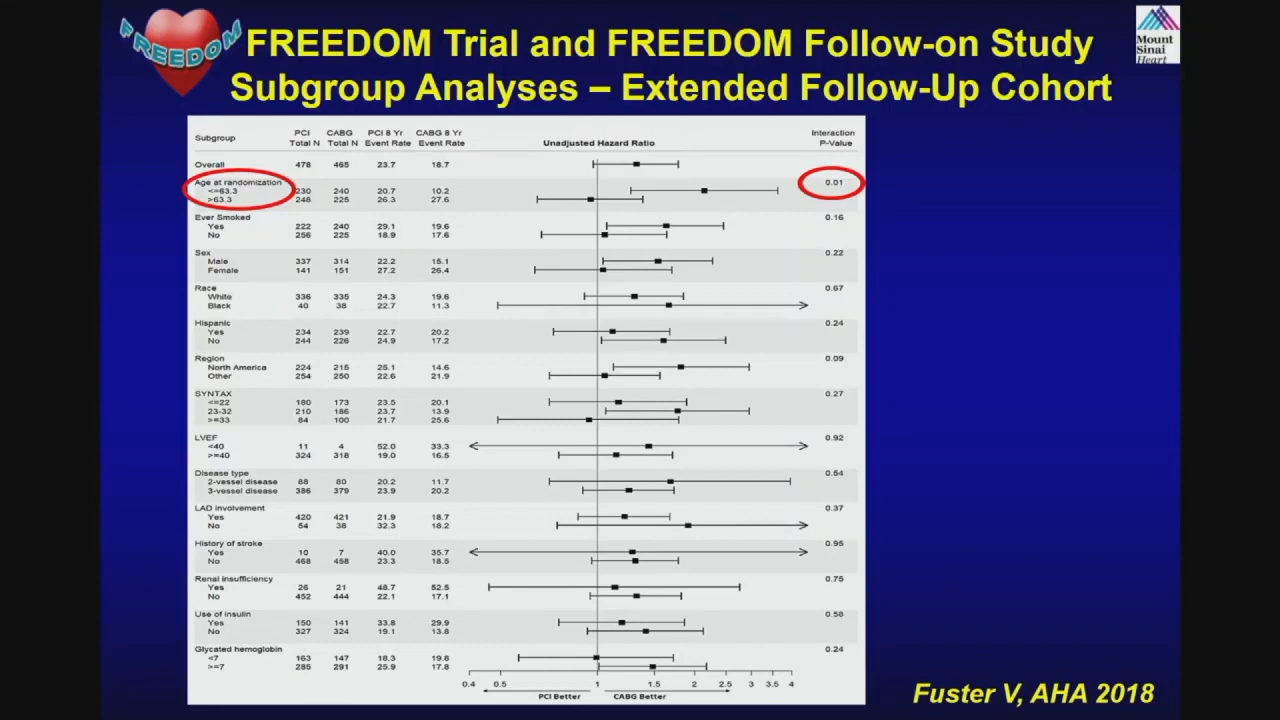 FREEDOM
FREEDOM Trial and FREEDOM Follow-on Study
Subgroup Analyses – Extended Follow-Up Cohort
Mount
Sinai
Heart
Subgroup PCI Total N CABG Total N PCI 8 Yr Event Rate CABG 8 Yr Event Rate Unadjusted Hazard Ratio Interaction P-Value
Overall 478 465 23.7 18.7
Age at randomization 0.01
<=63.3 230 240 20.7 10.2
>63.3 248 225 26.3 27.6
Ever Smoked 0.16
Yes 222 240 29.1 19.6
No 256 225 18.9 17.6
Sex 0.22
Male 337 314 22.2 15.1
Female 141 151 27.2 26.4
Race 0.67
White 336 335 24.3 19.6
Black 40 38 22.7 11.3
Hispanic 0.24
Yes 234 239 22.7 20.2
No 244 226 24.9 17.2
Region 0.09
North America 224 215 25.1 14.6
Other 254 250 22.6 21.9
SYNTAX 0.27
<=22 180 173 23.5 20.1
23-32 210 186 23.7 13.9
>=33 84 100 21.7 25.6
LVEF 0.92
<40 11 4 52.0 33.3
>=40 324 318 19.0 16.5
Disease type 0.54
2-vessel disease 88 80 20.2 11.7
3-vessel disease 386 379 23.9 20.2
LAD involvement 0.37
Yes 420 421 21.9 18.7
No 54 38 32.3 18.2
History of stroke 0.95
Yes 10 7 40.0 35.7
No 468 458 23.3 18.5
Renal insufficiency 0.75
Yes 26 21 48.7 52.5
No 452 444 22.1 17.1
Use of insulin 0.58
Yes 150 141 33.8 29.9
No 327 324 19.1 13.8
Glycated hemoglobin 0.24
<7 163 147 18.3 19.8
>=7 285 291 25.9 17.8
0.4 0.5 1 1.5 2 2.5 3 3.5 4
PCI Better CABG Better
Fuster V, AHA 2018